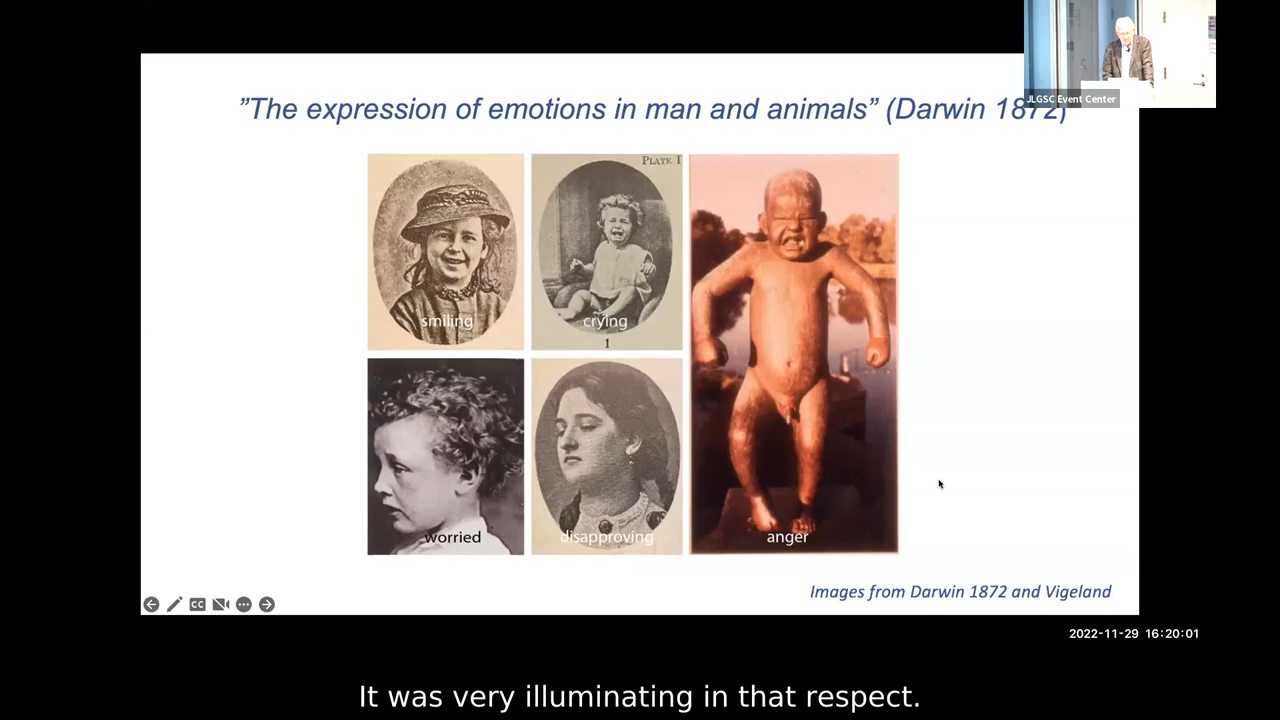 JLGSC Event Center
”The expression of emotions in man and animals” (Darwin 1872)
PLATE I
smiling
crying
1
worried
disapproving
anger
Images from Darwin 1872 and Vigeland
CC
2022-11-29 16:20:01
It was very illuminating in that respect.